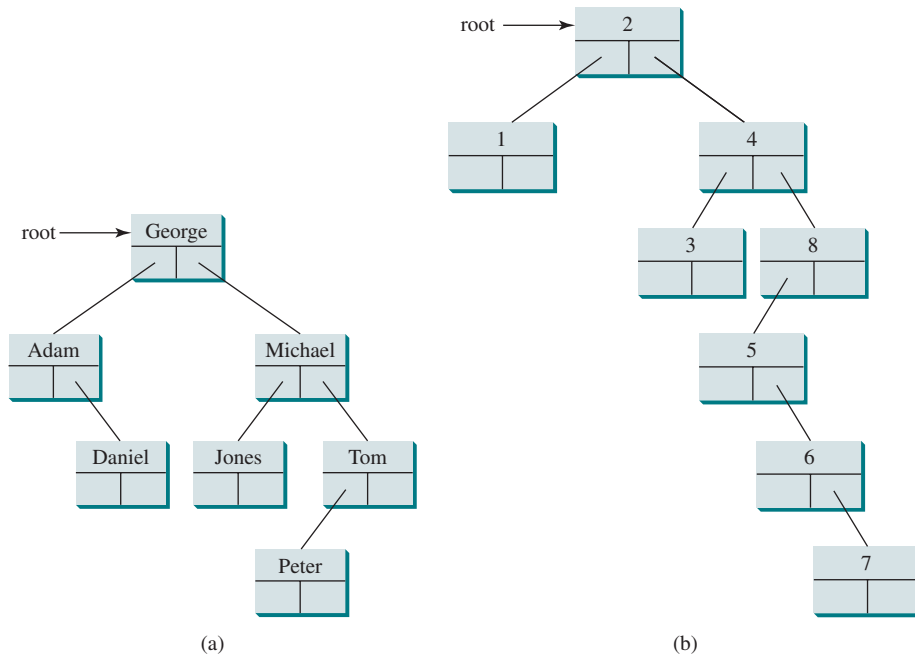 root
2
1
4
3
8
5
6
7
(b)
root
George
Adam
Michael
Daniel
Jones
Tom
Peter
(a)